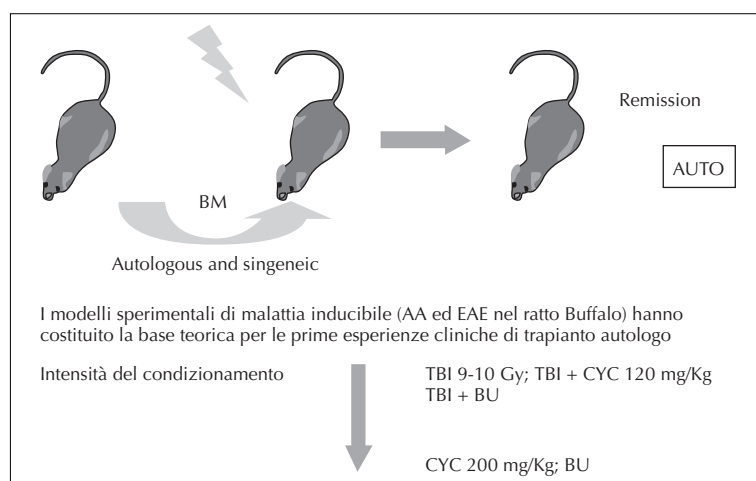 Remission
AUTO
BM
Autologous and singeneic
I modelli sperimentali di malattia inducibile (AA ed EAE nel ratto Buffalo) hanno
costituito la base teorica per le prime esperienze cliniche di trapianto autologo
Intensità del condizionamento
TBI 9-10 Gy; TBI + CYC 120 mg/Kg
TBI + BU
CYC 200 mg/Kg; BU